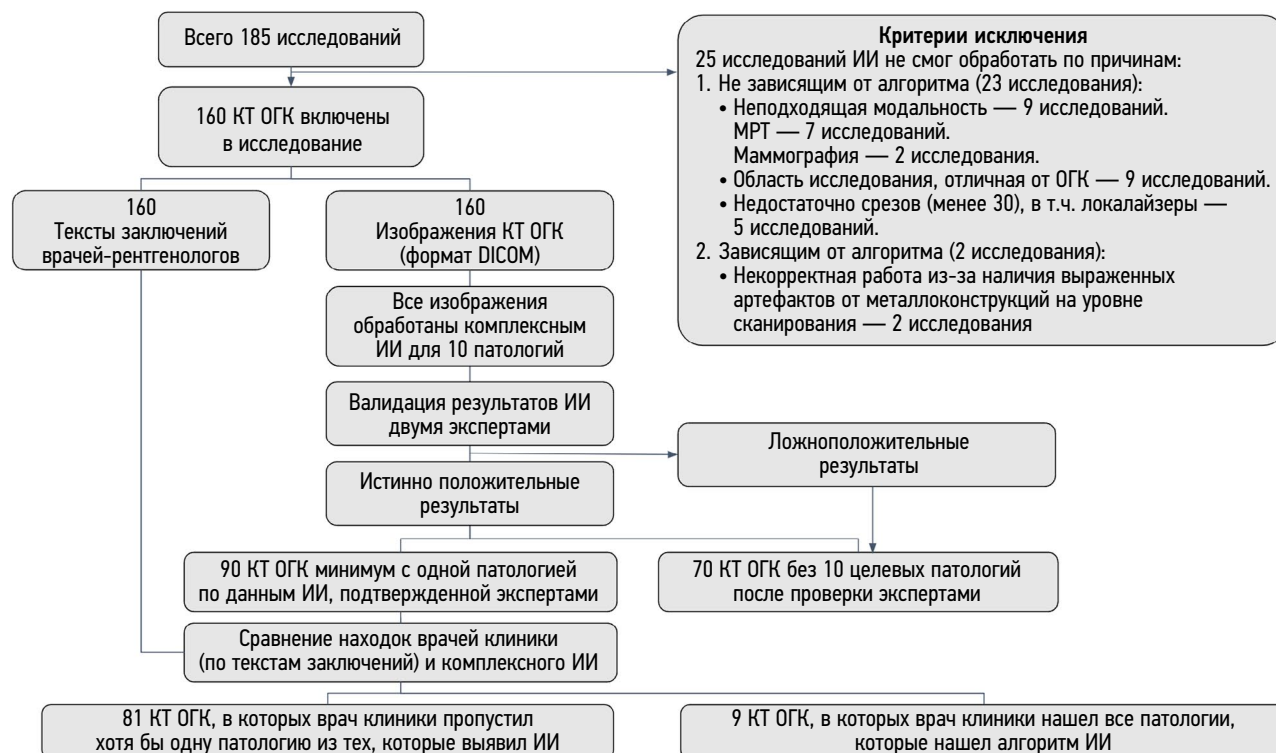 Всего 185 исследований
Критерии исключения
25 исследований ИИ не смог обработать по причинам:
1. Не зависящим от алгоритма (23 исследования):
• Неподходящая модальность — 9 исследований.
МРТ — 7 исследований.
Маммография — 2 исследования.
• Область исследования, отличная от ОГК — 9 исследований.
• Недостаточно срезов (менее 30), в т.ч. локалайзеры —
5 исследований.
2. Зависящим от алгоритма (2 исследования):
• Некорректная работа из-за наличия выраженных
артефактов от металлоконструкций на уровне
сканирования — 2 исследования
160 КТ ОГК включены
в исследование
160
Тексты заключений
врачей-рентгенологов
160
Изображения КТ ОГК
(формат DICOM)
Все изображения
обработаны комплексным
ИИ для 10 патологий
Валидация результатов ИИ
двумя экспертами
Ложноположительные
результаты
Истинно положительные
результаты
90 КТ ОГК минимум с одной патологией
по данным ИИ, подтвержденной экспертами
70 КТ ОГК без 10 целевых патологий
после проверки экспертами
Сравнение находок врачей клиники
(по текстам заключений) и комплексного ИИ
81 КТ ОГК, в которых врач клиники пропустил
хотя бы одну патологию из тех, которые выявил ИИ
9 КТ ОГК, в которых врач клиники нашел все патологии,
которые нашел алгоритм ИИ